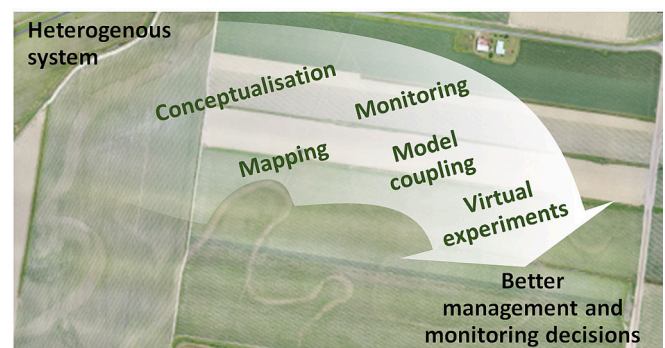 Heterogenous
system
Conceptualisation
Monitoring
Mapping
Model
coupling
Virtual
experiments
Better
management and
monitoring decisions